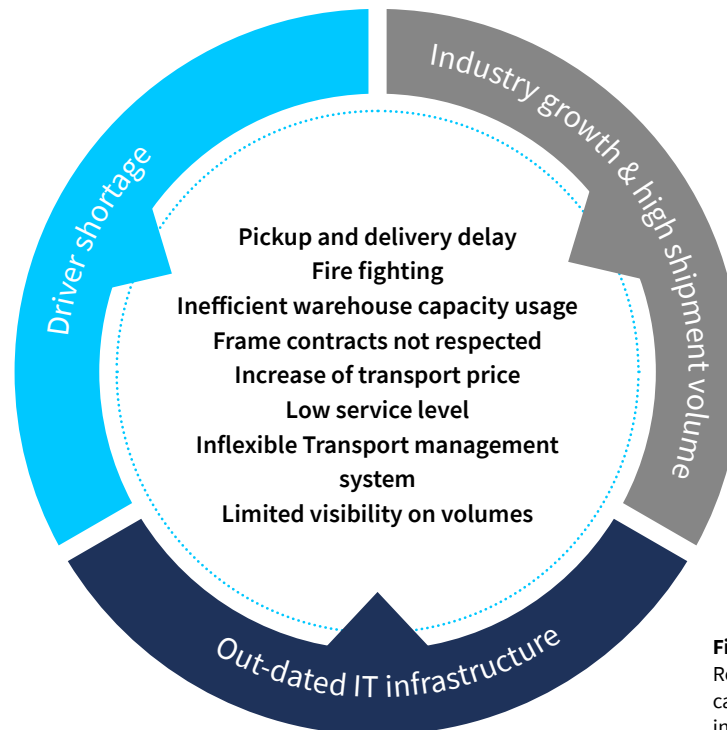 Industry growth & high shipment volume
Driver shortage
Pickup and delivery delay
Fire fighting
Inefficient warehouse capacity usage
Frame contracts not respected
Increase of transport price
Low service level
Inflexible Transport management
system
Limited visibility on volumes
Out-dated IT infrastructure